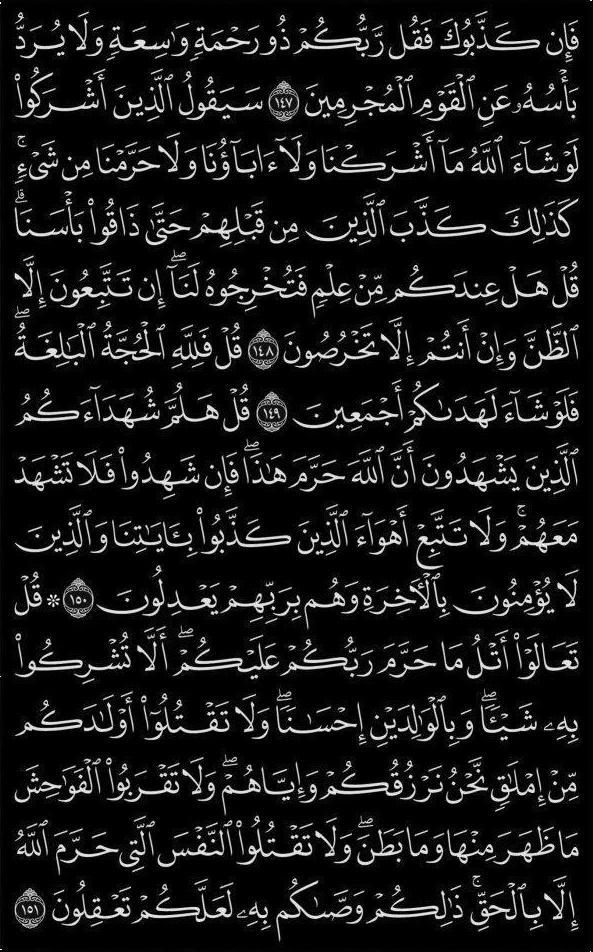 فَإِن كَذَّبُوكَ فَقُل رَّبُّكُمْ ذُو رَحْمَةٍ وَٰسِعَةٍ وَلَا يُرَدُّ
بَأْسُهُۥ عَنِ ٱلْقَوْمِ ٱلْمُجْرِمِينَ ١٤٧ سَيَقُولُ ٱلَّذِينَ أَشْرَكُوا۟
لَوْ شَآءَ ٱللَّهُ مَآ أَشْرَكْنَا وَلَآ ءَابَآؤُنَا وَلَا حَرَّمْنَا مِن شَىْءٍ ۚ
كَذَٰلِكَ كَذَّبَ ٱلَّذِينَ مِن قَبْلِهِمْ حَتَّىٰ ذَاقُوا۟ بَأْسَنَا ۗ
قُلْ هَلْ عِندَكُم مِّنْ عِلْمٍ فَتُخْرِجُوهُ لَنَآ ۖ إِن تَتَّبِعُونَ إِلَّا
ٱلظَّنَّ وَإِنْ أَنتُمْ إِلَّا تَخْرُصُونَ ١٤٨ قُلْ فَلِلَّهِ ٱلْحُجَّةُ ٱلْبَٰلِغَةُ ۖ
فَلَوْ شَآءَ لَهَدَىٰكُمْ أَجْمَعِينَ ١٤٩ قُلْ هَلُمَّ شُهَدَآءَكُمُ
ٱلَّذِينَ يَشْهَدُونَ أَنَّ ٱللَّهَ حَرَّمَ هَٰذَا ۖ فَإِن شَهِدُوا۟ فَلَا تَشْهَدْ
مَعَهُمْ ۚ وَلَا تَتَّبِعْ أَهْوَآءَ ٱلَّذِينَ كَذَّبُوا۟ بِـَٔايَٰتِنَا وَٱلَّذِينَ
لَا يُؤْمِنُونَ بِٱلْـَٔاخِرَةِ وَهُم بِرَبِّهِمْ يَعْدِلُونَ ١٥٠ ۞ قُلْ
تَعَالَوْا۟ أَتْلُ مَا حَرَّمَ رَبُّكُمْ عَلَيْكُمْ ۖ أَلَّا تُشْرِكُوا۟
بِهِۦ شَيْـًٔا ۖ وَبِٱلْوَٰلِدَيْنِ إِحْسَٰنًا ۖ وَلَا تَقْتُلُوٓا۟ أَوْلَٰدَكُم
مِّنْ إِمْلَٰقٍ ۖ نَّحْنُ نَرْزُقُكُمْ وَإِيَّاهُمْ ۖ وَلَا تَقْرَبُوا۟ ٱلْفَوَٰحِشَ
مَا ظَهَرَ مِنْهَا وَمَا بَطَنَ ۖ وَلَا تَقْتُلُوا۟ ٱلنَّفْسَ ٱلَّتِى حَرَّمَ ٱللَّهُ
إِلَّا بِٱلْحَقِّ ۚ ذَٰلِكُمْ وَصَّىٰكُم بِهِۦ لَعَلَّكُمْ تَعْقِلُونَ ١٥١